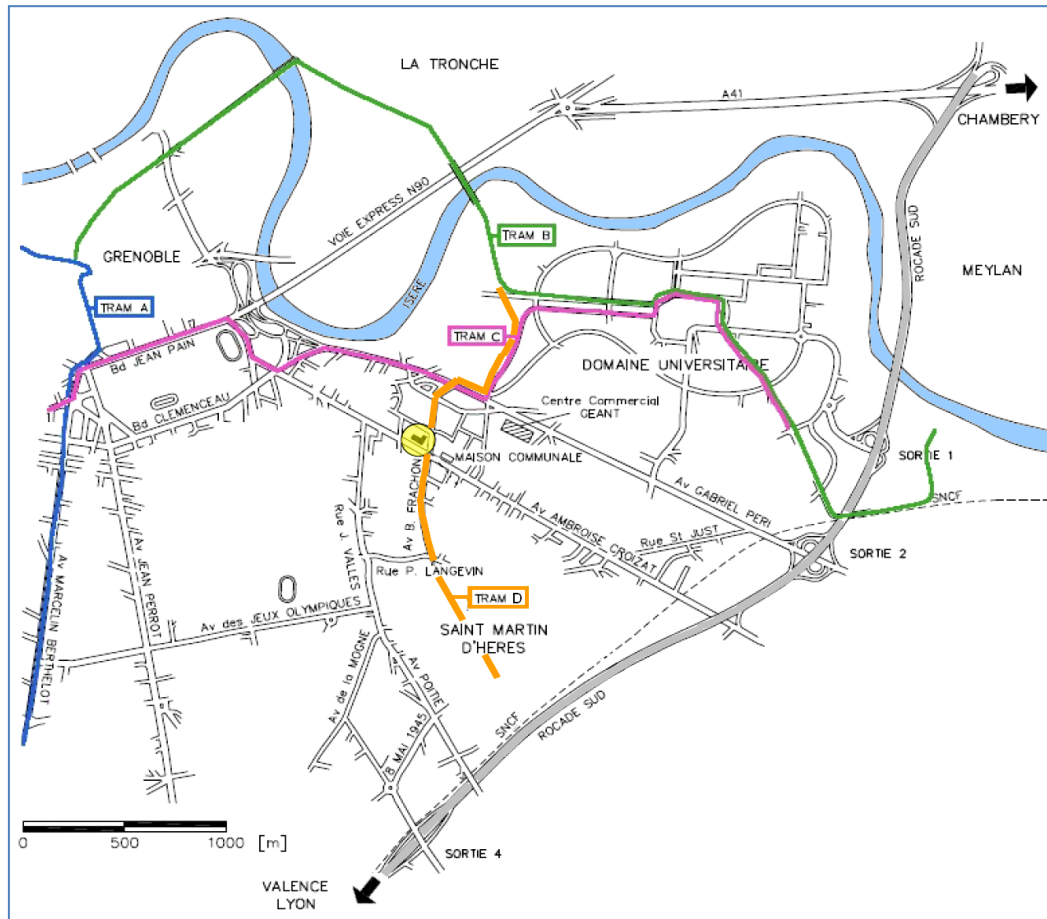 LA TRONCHE
A41
CHAMBERY
VOIE EXPRESS N90
ROCADE SUD
TRAM B
GRENOBLE
MEYLAN
ISERE
TRAM A
TRAM C
Bd JEAN PAIN
DOMAINE UNIVERSITAIRE
Bd CLEMENCEAU
Centre Commercial
GEANT
MAISON COMMUNALE
SORTIE 1
Av GABRIEL PERI
SNCF
Av B. FRACHON
Av AMBROISE CROIZAT
Rue J. VALLES
Rue St JUST
SORTIE 2
Av MARCELIN BERTHELOT
Av JEAN PERROT
Rue P. LANGEVIN
TRAM D
Av des JEUX OLYMPIQUES
SAINT MARTIN
D'HERES
Av de la MOGNE
Av POITIE
SNCF
ROCADE SUD
8 MAI 1945
0 500 1000 [m]
SORTIE 4
VALENCE
LYON